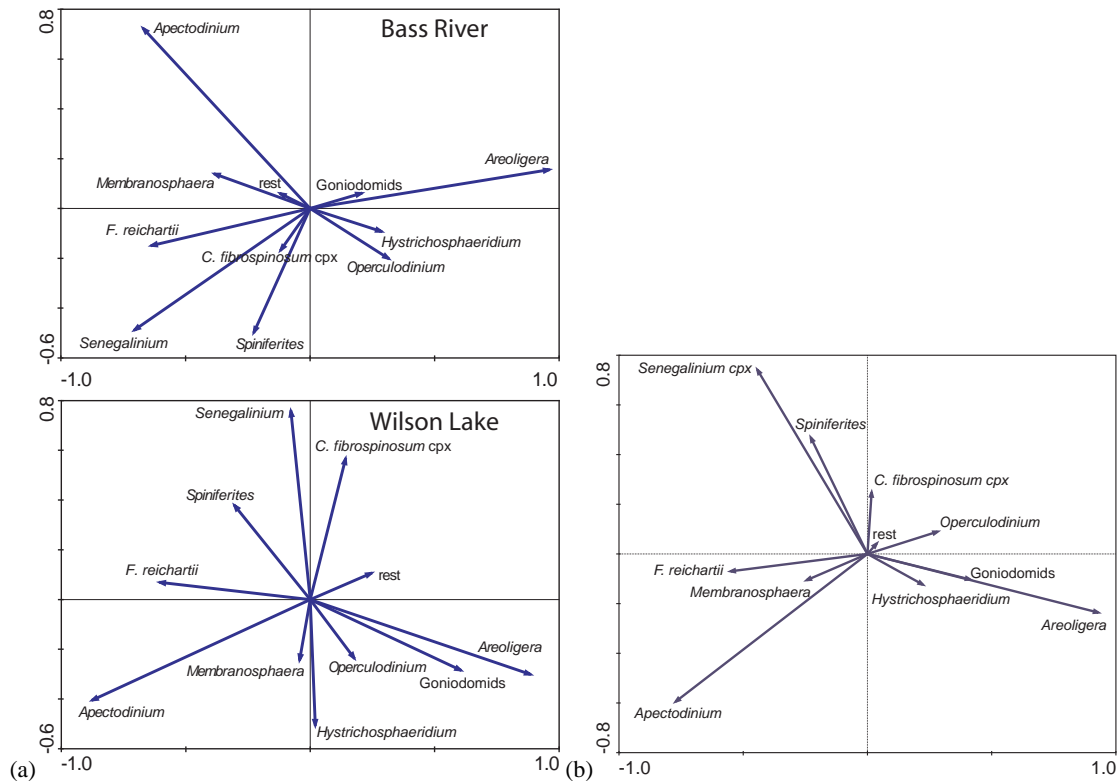 0.8
Bass River
Apectodinium
Areoligera
Membranosphaera
rest
Goniodomids
F. reichartii
Hystrichosphaeridium
C. fibrospinosum cpx
Operculodinium
Senegalinium
Spiniferites
-0.6
-1.0
1.0
0.8
Wilson Lake
Senegalinium
C. fibrospinosum cpx
Spiniferites
F. reichartii
rest
Areoligera
Membranosphaera
Operculodinium
Goniodomids
Apectodinium
Hystrichosphaeridium
-0.6
(a)
-1.0
1.0
0.8
Senegalinium cpx
Spiniferites
C. fibrospinosum cpx
Operculodinium
rest
F. reichartii
Goniodomids
Membranosphaera
Hystrichosphaeridium
Areoligera
Apectodinium
-0.8
(b)
-1.0
1.0